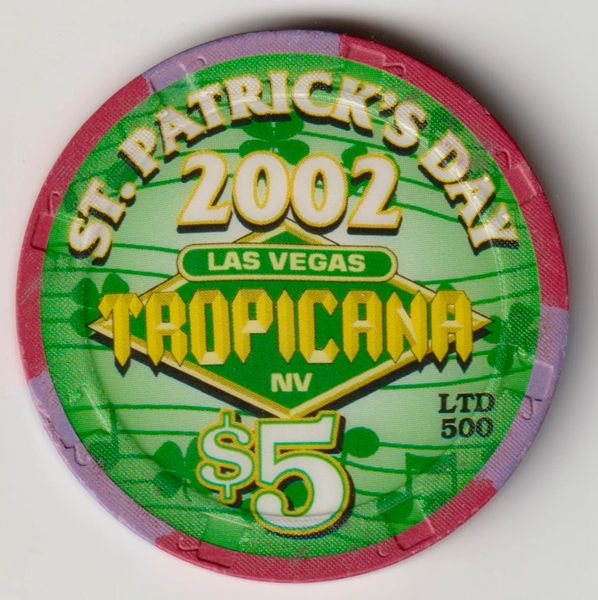 ST. PATRICK'S DAY
2002
LAS VEGAS
TROPICANA
NV
$5
LTD
500